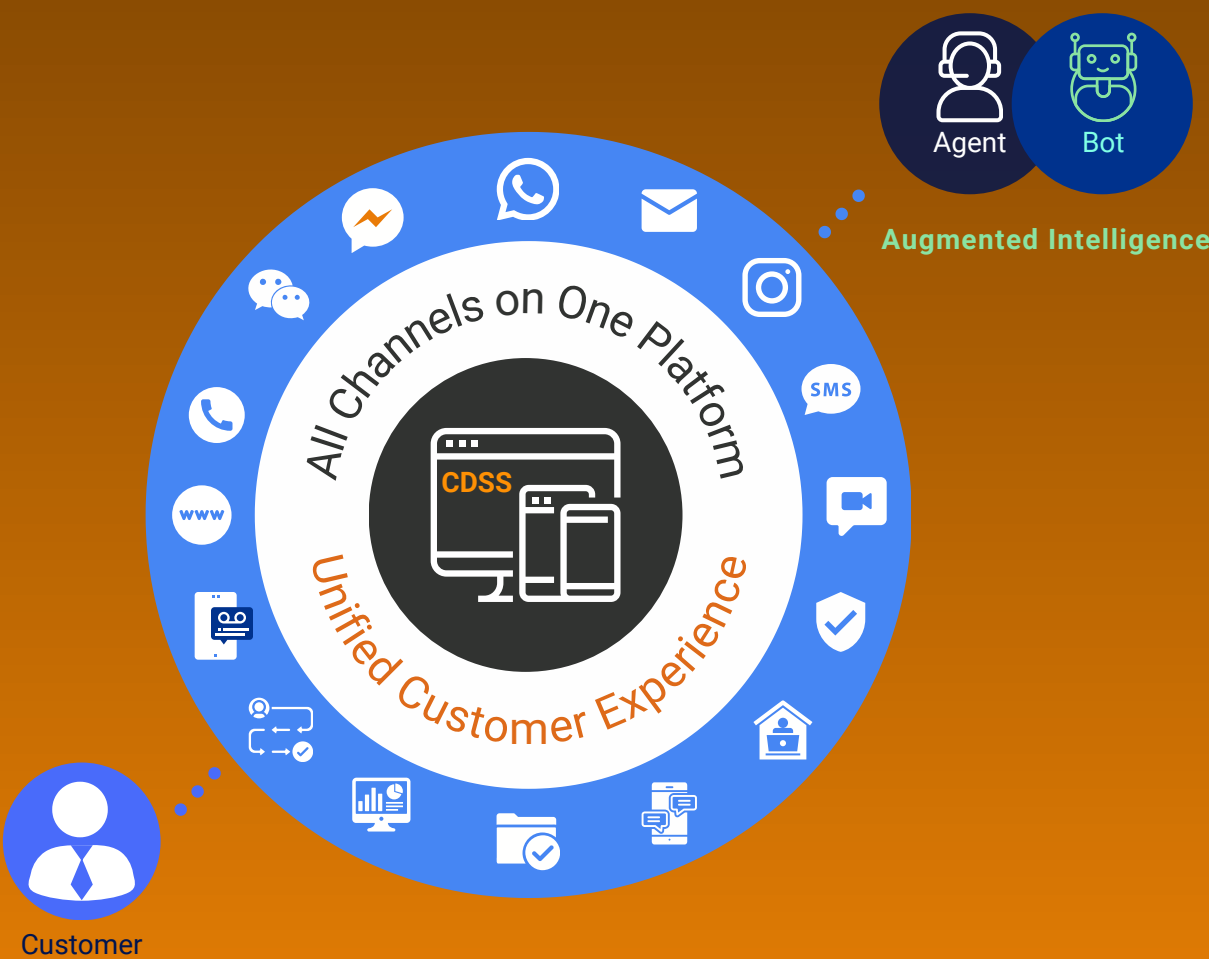 Agent
Bot
Augmented Intelligence
All Channels on One Platform
SMS
CDSS
www
Unified Customer Experience
Customer